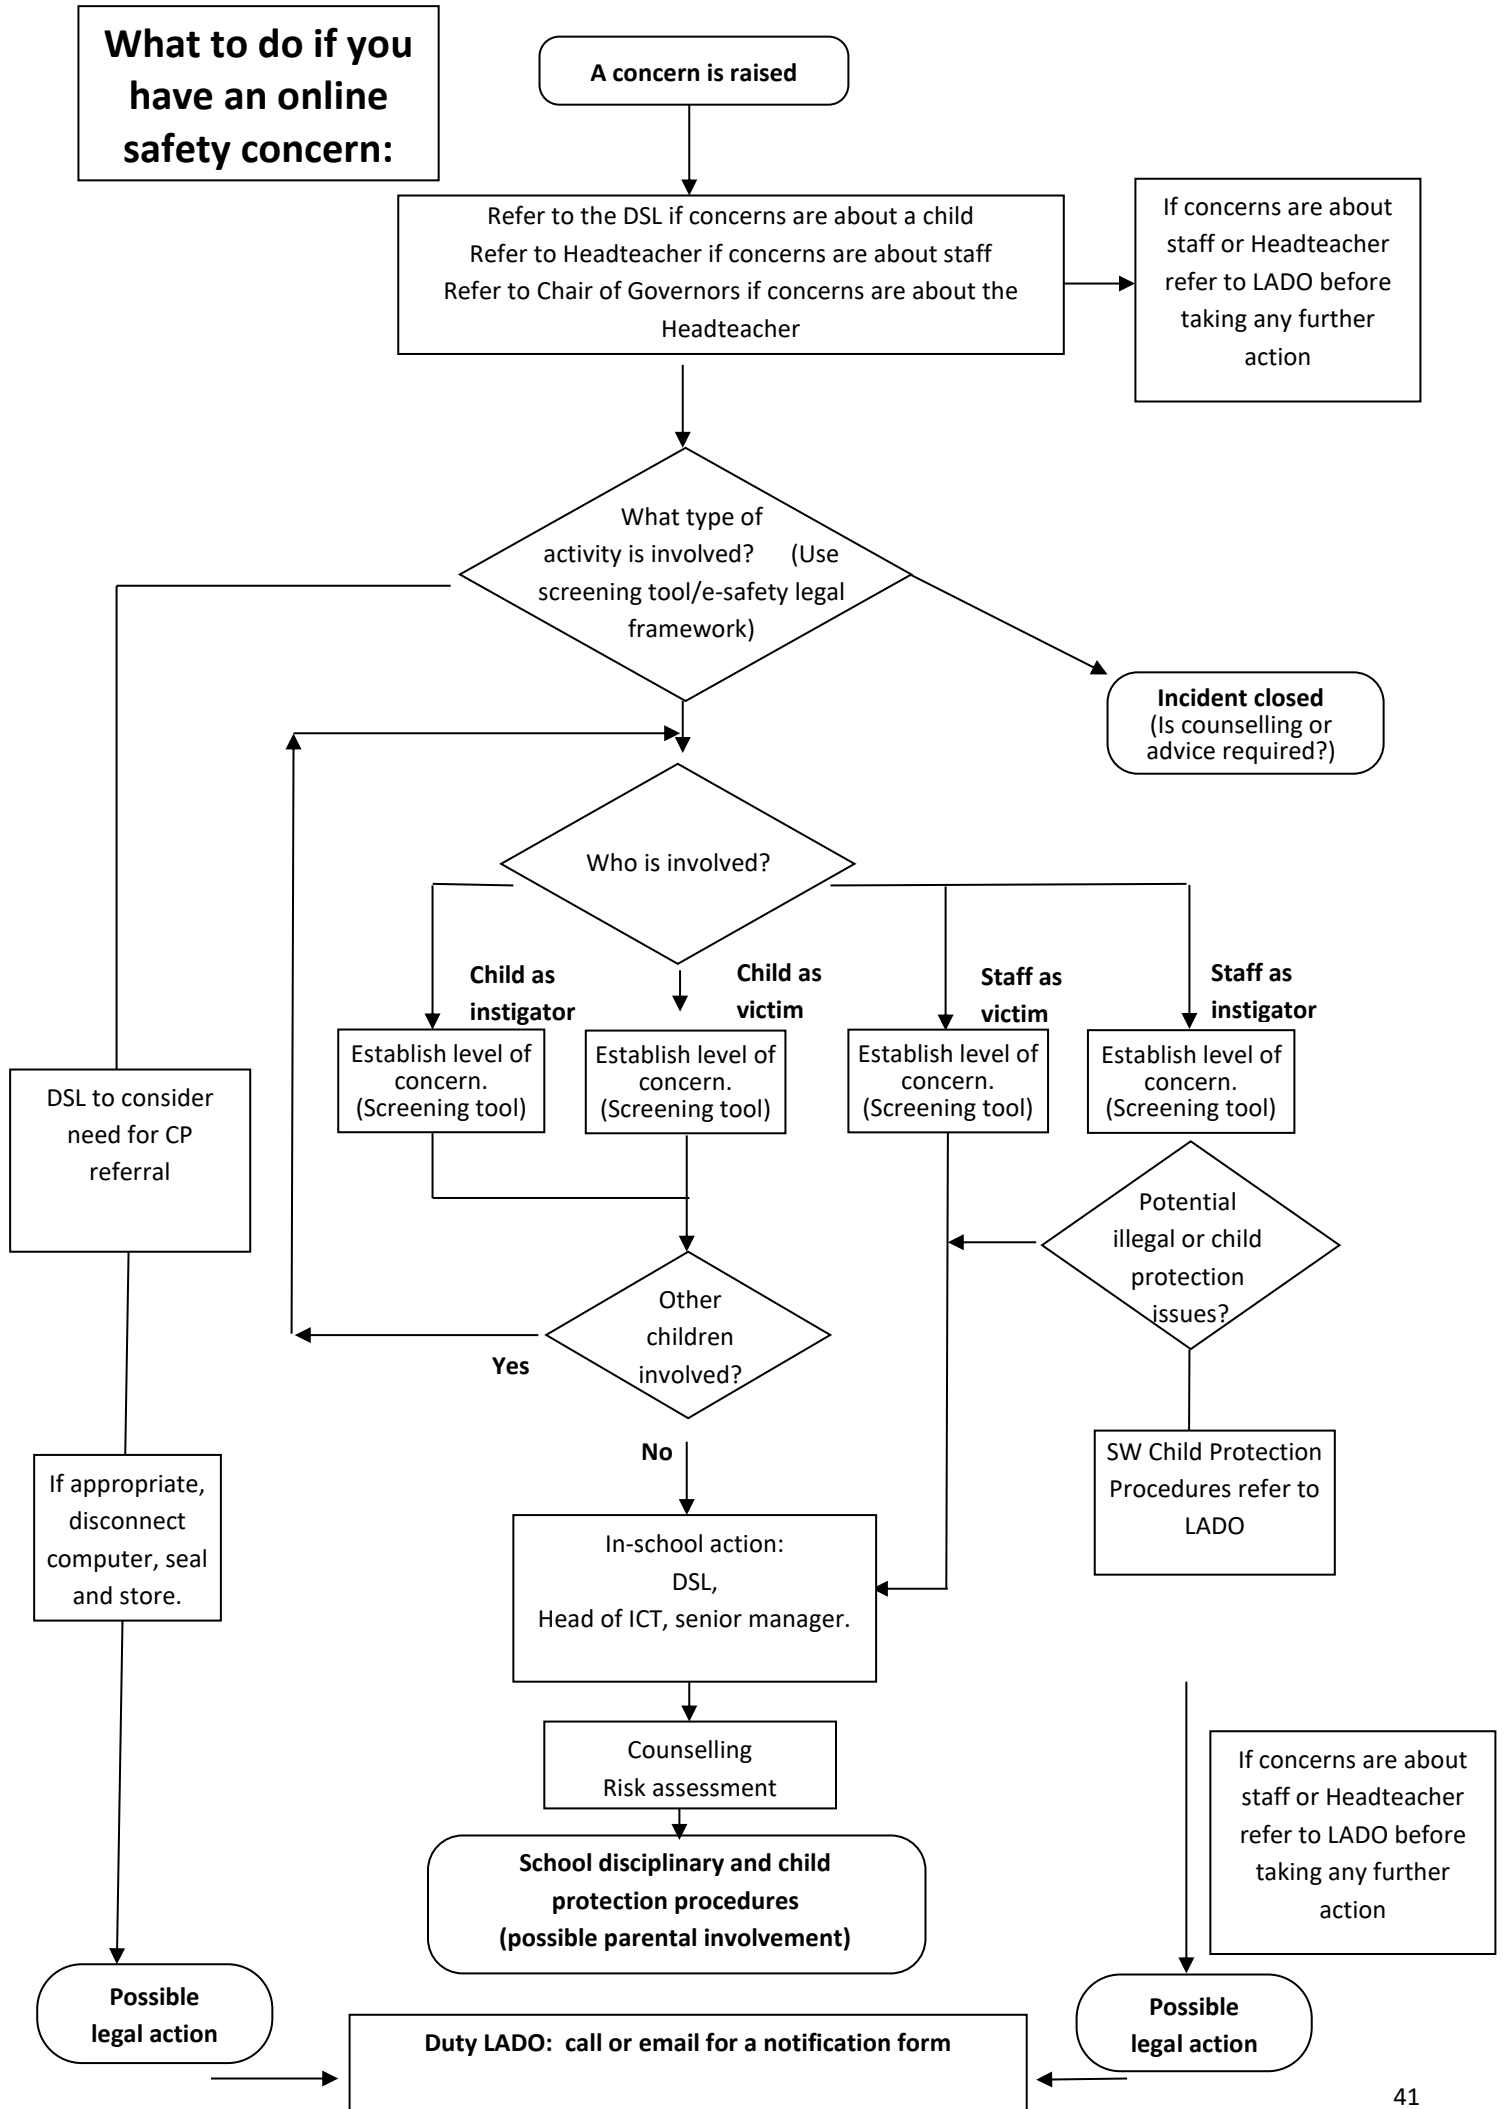 What to do if you
have an online
safety concern:
A concern is raised
Refer to the DSL if concerns are about a child
Refer to Headteacher if concerns are about staff
Refer to Chair of Governors if concerns are about the
Headteacher
If concerns are about
staff or Headteacher
refer to LADO before
taking any further
action
What type of
activity is involved? (Use
screening tool/e-safety legal
framework)
Incident closed
(Is counselling or
advice required?)
Who is involved?
Child as
instigator
Child as
victim
Staff as
victim
Staff as
instigator
Establish level of
concern.
(Screening tool)
Establish level of
concern.
(Screening tool)
Establish level of
concern.
(Screening tool)
Establish level of
concern.
(Screening tool)
DSL to consider
need for CP
referral
Potential
illegal or child
protection
issues?
Other
children
involved?
Yes
No
SW Child Protection
Procedures refer to
LADO
If appropriate,
disconnect
computer, seal
and store.
In-school action:
DSL,
Head of ICT, senior manager.
Counselling
Risk assessment
If concerns are about
staff or Headteacher
refer to LADO before
taking any further
action
School disciplinary and child
protection procedures
(possible parental involvement)
Possible
legal action
Possible
legal action
Duty LADO: call or email for a notification form
41